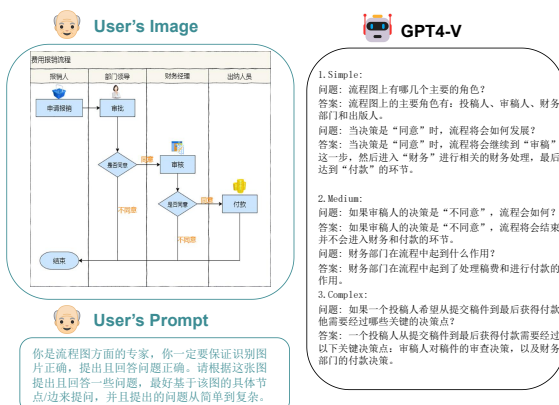 User's Image
费用报销流程
报销人
部门领导
财务经理
出纳人员
申请报销
审批
是否同意
同意
审核
不同意
是否同意
同意
付款
不同意
结束
User's Prompt
你是流程图方面的专家，你一定要保证识别图
片正确，提出且回答问题正确。请根据这张图
提出且回答一些问题，最好基于该图的具体节
点/边来提问，并且提出的问题从简单到复杂。
GPT4-V
1.Simple:
问题: 流程图上有哪几个主要的角色?
答案: 流程图上的主要角色有: 投稿人、审稿人、财务
部门和出版人。
问题: 当决策是“同意”时，流程将会如何发展?
答案: 当决策是“同意”时，流程将会继续到“审稿”
这一步，然后进入“财务”进行相关的财务处理，最后
达到“付款”的环节。
2.Medium:
问题: 如果审稿人的决策是“不同意”，流程会如何?
答案: 如果审稿人的决策是“不同意”，流程将会结束
并不会进入财务和付款的环节。
问题: 财务部门在流程中起到什么作用?
答案: 财务部门在流程中起到了处理稿费和进行付款的
作用。
3.Complex:
问题: 如果一个投稿人希望从提交稿件到最后获得付款
他需要经过哪些关键的决策点?
答案: 一个投稿人从提交稿件到最后获得付款需要经过
以下关键决策点: 审稿人对稿件的审查决策，以及财务
部门的付款决策。